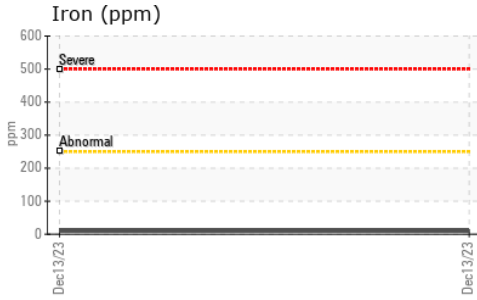 Iron (ppm)
600
Severe
500
400
ppm
300
Abnormal
200
100
0
Dec13/23
Dec13/23